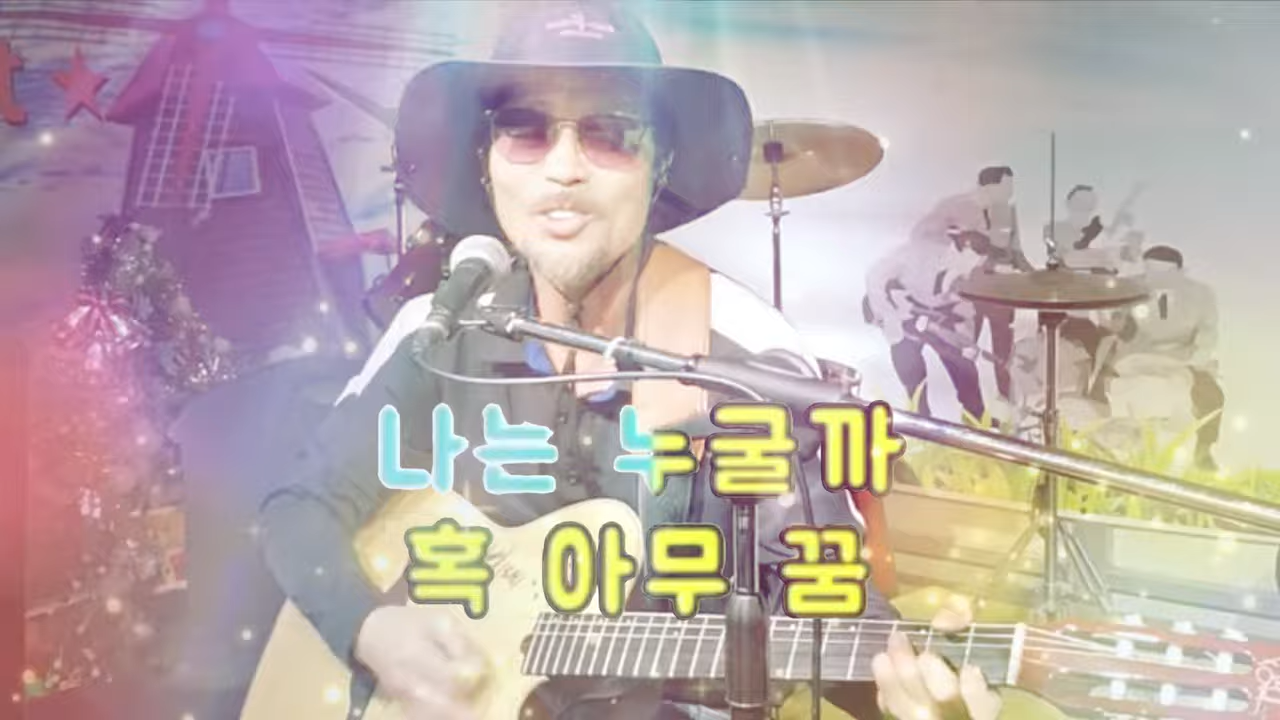 나는 누굴까
혹 아무 꿈